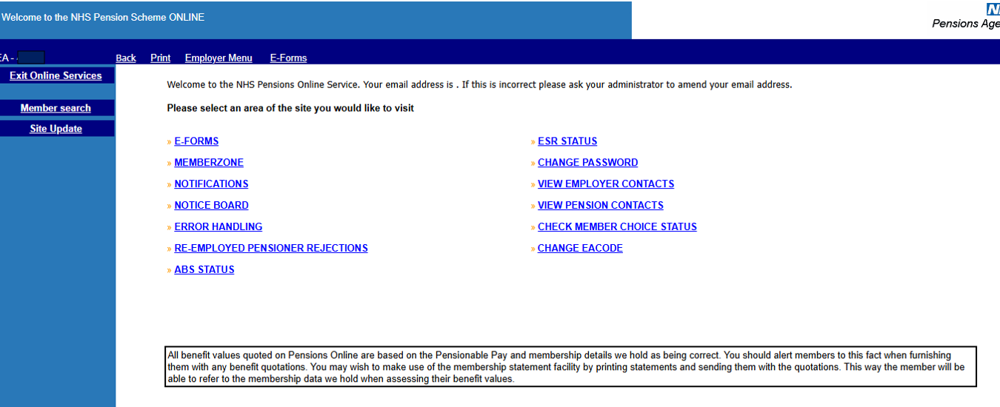 Welcome to the NHS Pension Scheme ONLINE
Pensions Age
EA -
Back Print Employer Menu E-Forms
Exit Online Services
Member search
Site Update
Welcome to the NHS Pensions Online Service. Your email address is . If this is incorrect please ask your administrator to amend your email address.
Please select an area of the site you would like to visit
» E-FORMS
» MEMBERZONE
» NOTIFICATIONS
» NOTICE BOARD
» ERROR HANDLING
» RE-EMPLOYED PENSIONER REJECTIONS
» ABS STATUS
» ESR STATUS
» CHANGE PASSWORD
» VIEW EMPLOYER CONTACTS
» VIEW PENSION CONTACTS
» CHECK MEMBER CHOICE STATUS
» CHANGE EACODE
All benefit values quoted on Pensions Online are based on the Pensionable Pay and membership details we hold as being correct. You should alert members to this fact when furnishing
them with any benefit quotations. You may wish to make use of the membership statement facility by printing statements and sending them with the quotations. This way the member will be
able to refer to the membership data we hold when assessing their benefit values.